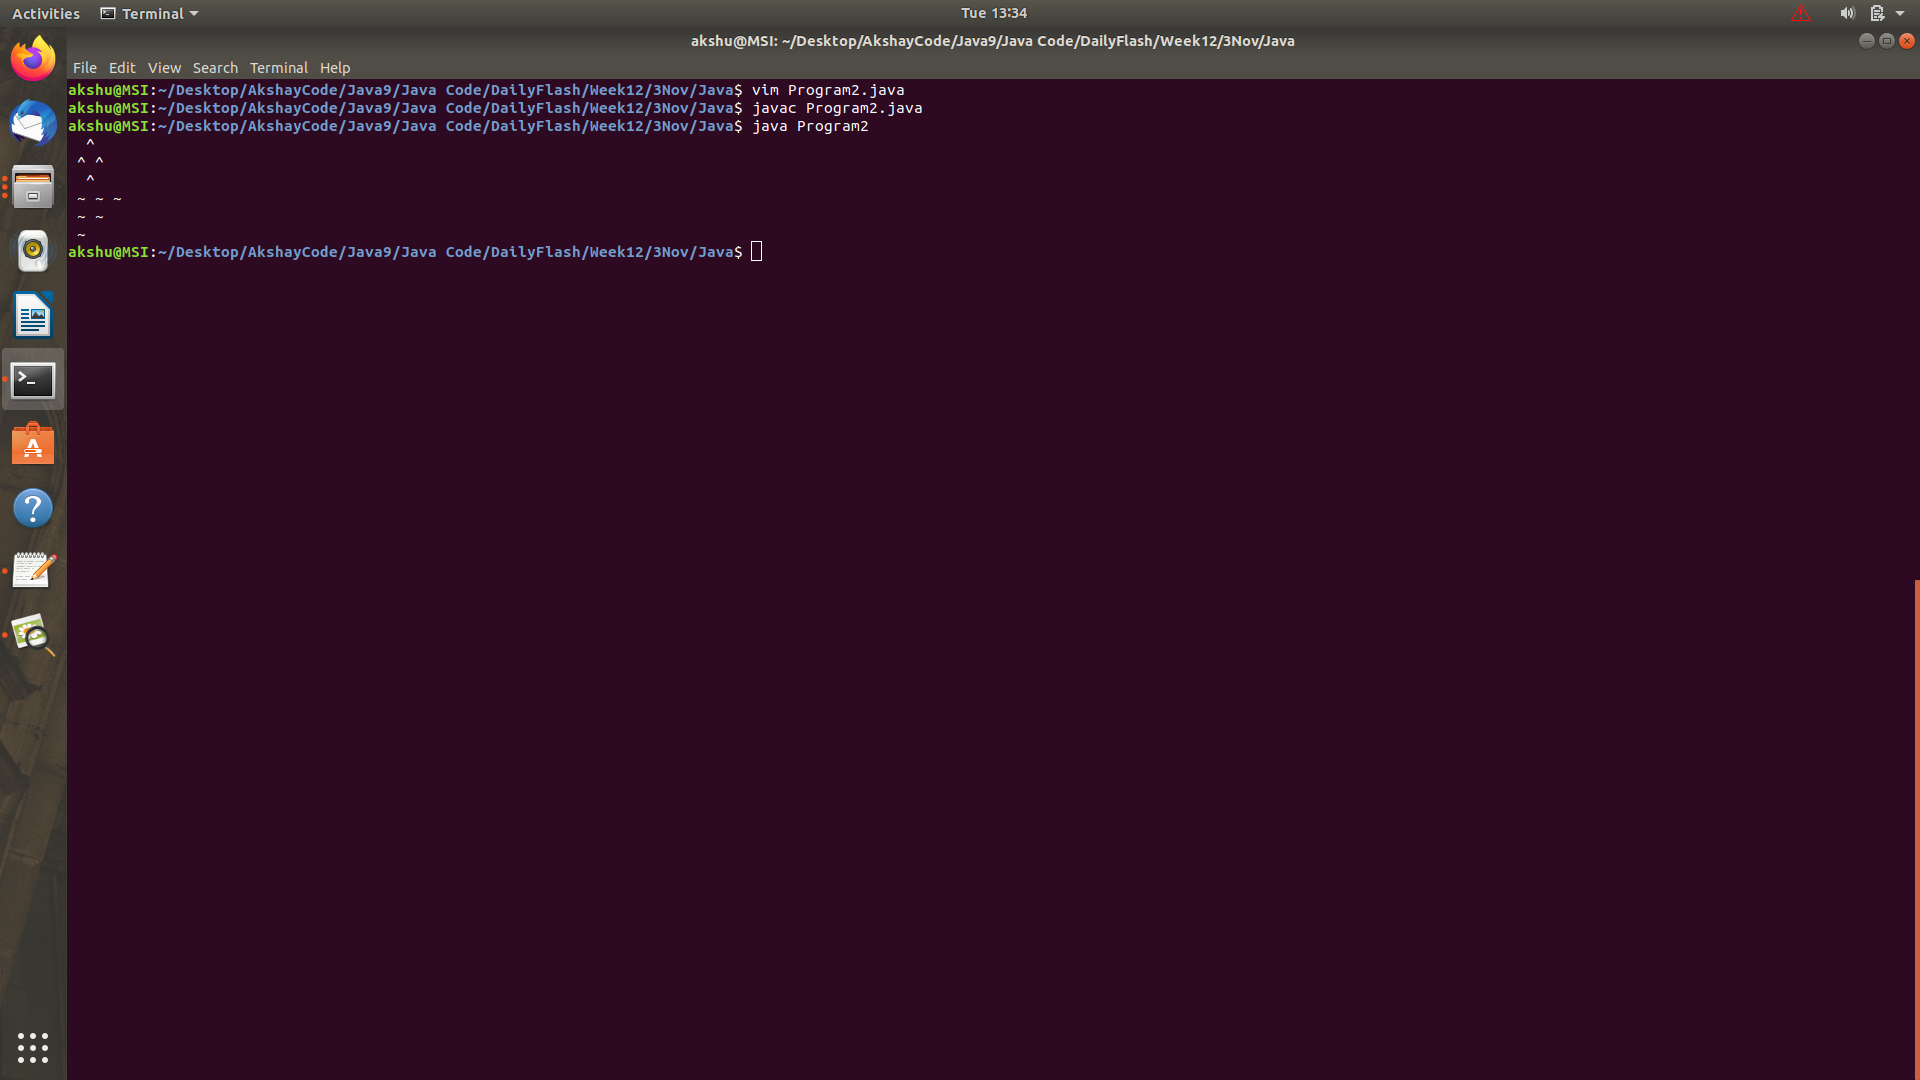 Activities Terminal Tue 13:34
akshu@MSI: ~/Desktop/AkshayCode/Java9/Java Code/DailyFlash/Week12/3Nov/Java
File Edit View Search Terminal Help
akshu@MSI:~/Desktop/AkshayCode/Java9/Java Code/DailyFlash/Week12/3Nov/Java$ vim Program2.java
akshu@MSI:~/Desktop/AkshayCode/Java9/Java Code/DailyFlash/Week12/3Nov/Java$ javac Program2.java
akshu@MSI:~/Desktop/AkshayCode/Java9/Java Code/DailyFlash/Week12/3Nov/Java$ java Program2
  ^
 ^ ^
  ^
 ~ ~ ~
 ~ ~
 ~
akshu@MSI:~/Desktop/AkshayCode/Java9/Java Code/DailyFlash/Week12/3Nov/Java$